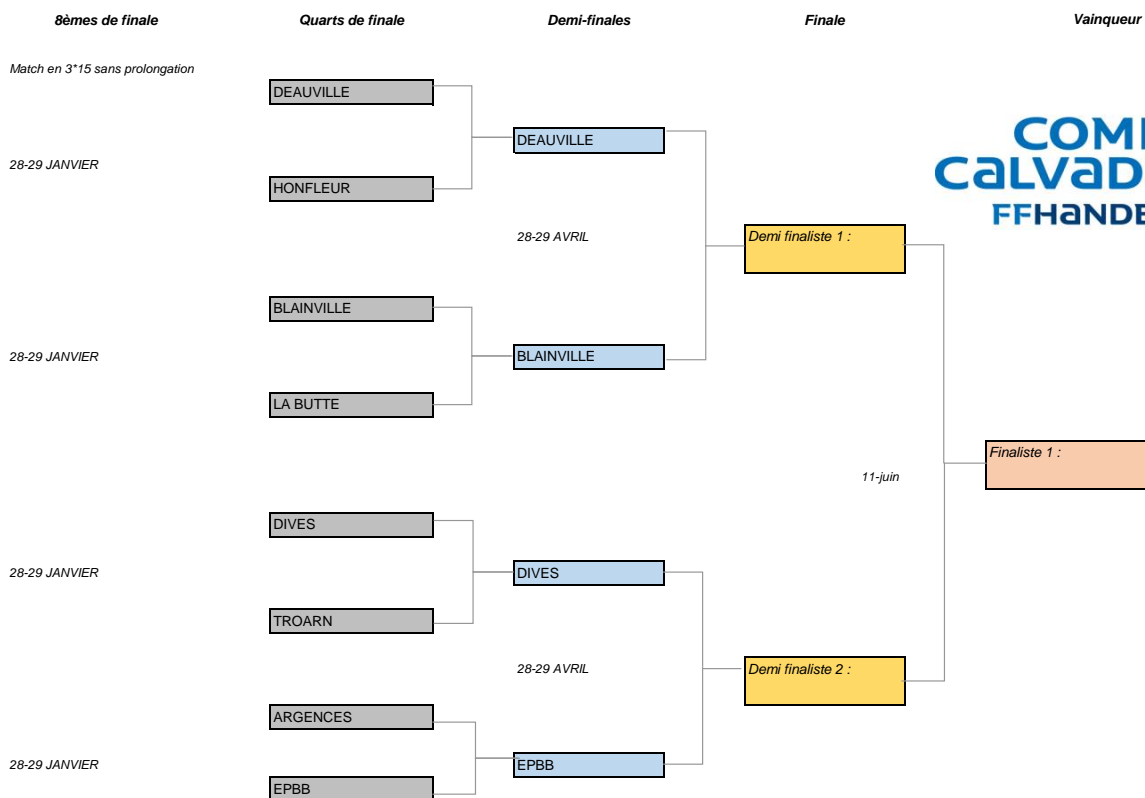 8èmes de finale
Quarts de finale
Demi-finales
Finale
Vainqueur
Match en 3*15 sans prolongation
DEAUVILLE
DEAUVILLE
28-29 JANVIER
HONFLEUR
28-29 AVRIL
Demi finaliste 1 :
BLAINVILLE
28-29 JANVIER
BLAINVILLE
LA BUTTE
Finaliste 1 :
11-juin
DIVES
28-29 JANVIER
DIVES
TROARN
28-29 AVRIL
Demi finaliste 2 :
ARGENCES
28-29 JANVIER
EPBB
EPBB